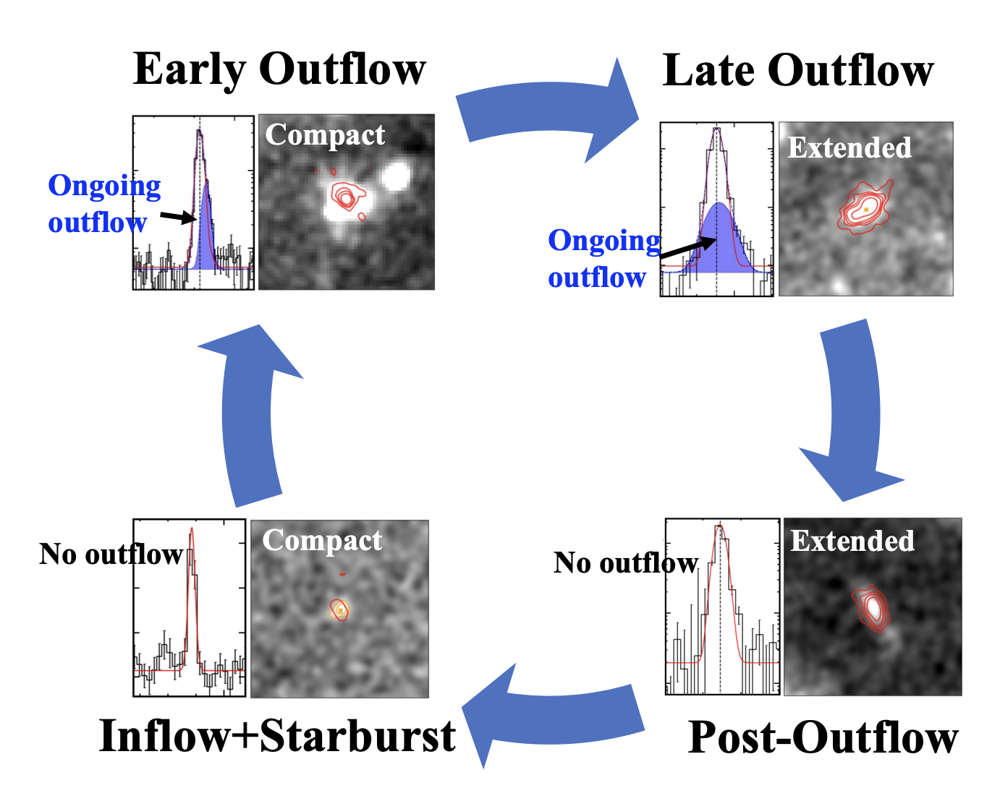 Early Outflow
Late Outflow
Compact
Extended
Ongoing
outflow
Ongoing
outflow
No outflow
Compact
No outflow
Extended
Inflow+Starburst
Post-Outflow